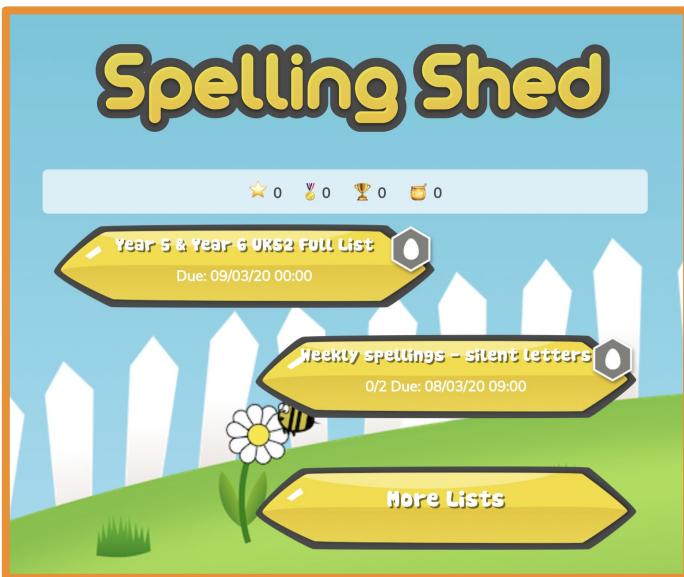 Spelling Shed
0 0 0 0
Year 5 & Year 6 UKS2 Full List
Due: 09/03/20 00:00
Weekly spellings - silent letters
0/2 Due: 08/03/20 09:00
More Lists